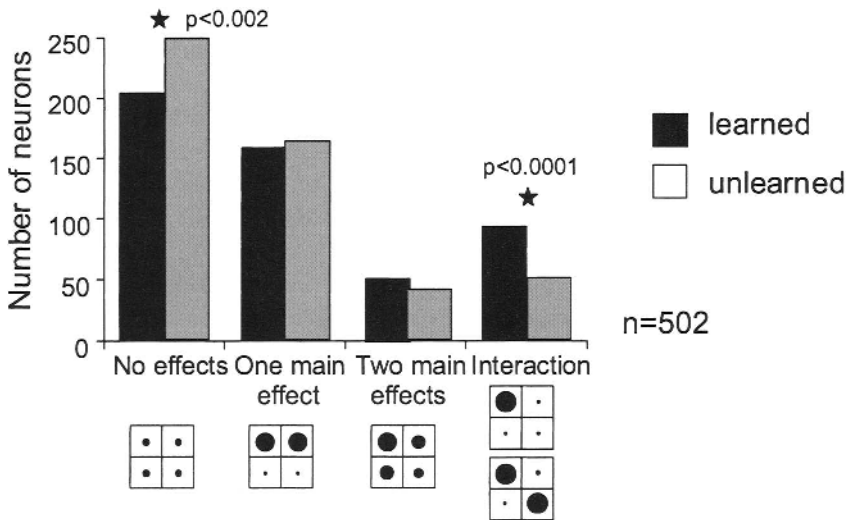 ★ p<0.002
250
200
150
100
50
0
Number of neurons
p<0.0001
★
learned
unlearned
n=502
No effects One main effect Two main effects Interaction